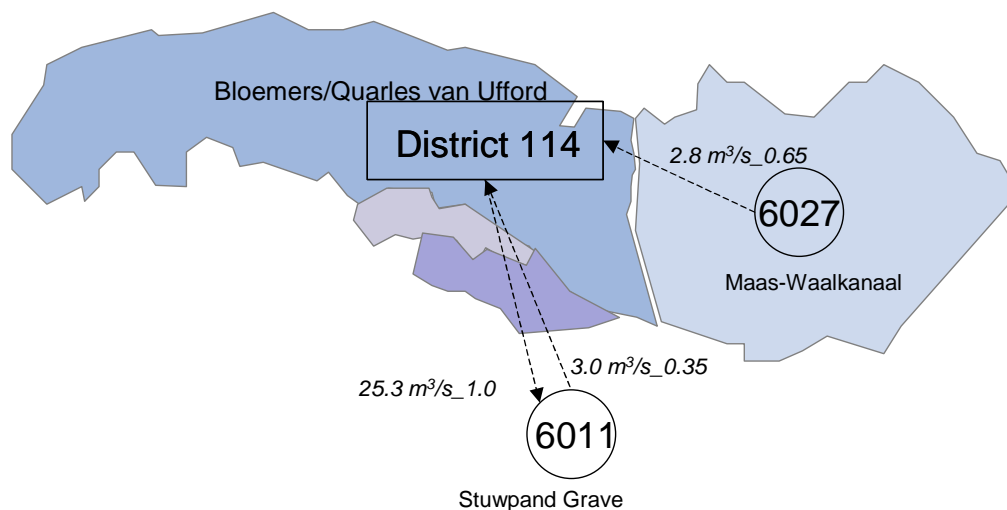 Bloemers/Quarles van Ufford
District 114
2.8 m³/s_0.65
6027
Maas-Waalkanaal
3.0 m³/s_0.35
25.3 m³/s_1.0
6011
Stuwpand Grave